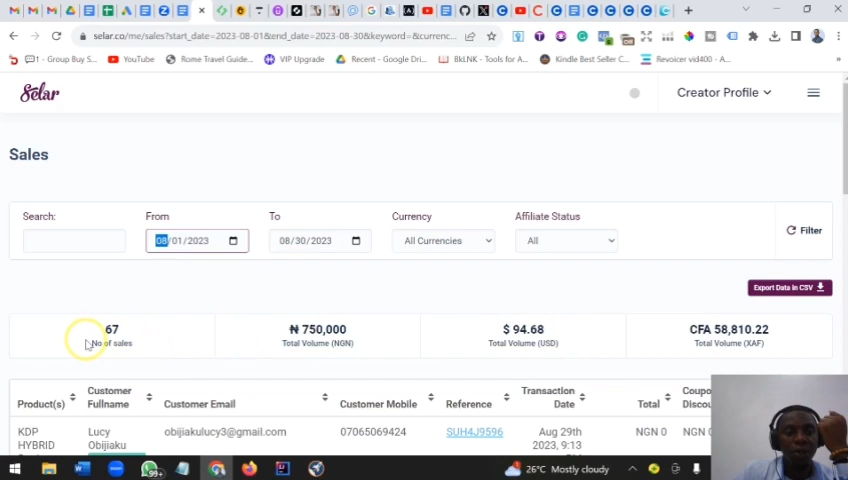 selar.co/me/sales?start_date=2023-08-01&end_date=2023-08-30&keyword=&currenc...
1 - Group Buy S...
YouTube
Rome Travel Guide...
VIP Upgrade
Recent - Google Dri...
BkLNK - Tools for A...
Kindle Best Seller C...
Revoicer vid400 - A...
Selar
Creator Profile
Sales
Search:
From
To
Currency
Affiliate Status
08/01/2023
08/30/2023
All Currencies
All
Filter
Export Data in CSV
67
₦ 750,000
$ 94.68
CFA 58,810.22
No of sales
Total Volume (NGN)
Total Volume (USD)
Total Volume (XAF)
Product(s)
Customer Fullname
Customer Email
Customer Mobile
Reference
Transaction Date
Total
Coupo
Discou
KDP
HYBRID
Lucy
Obijiaku
obijiakulucy3@gmail.com
07065069424
SUH4J9596
Aug 29th
2023, 9:13
NGN 0
NGN
99+
26°C Mostly cloudy